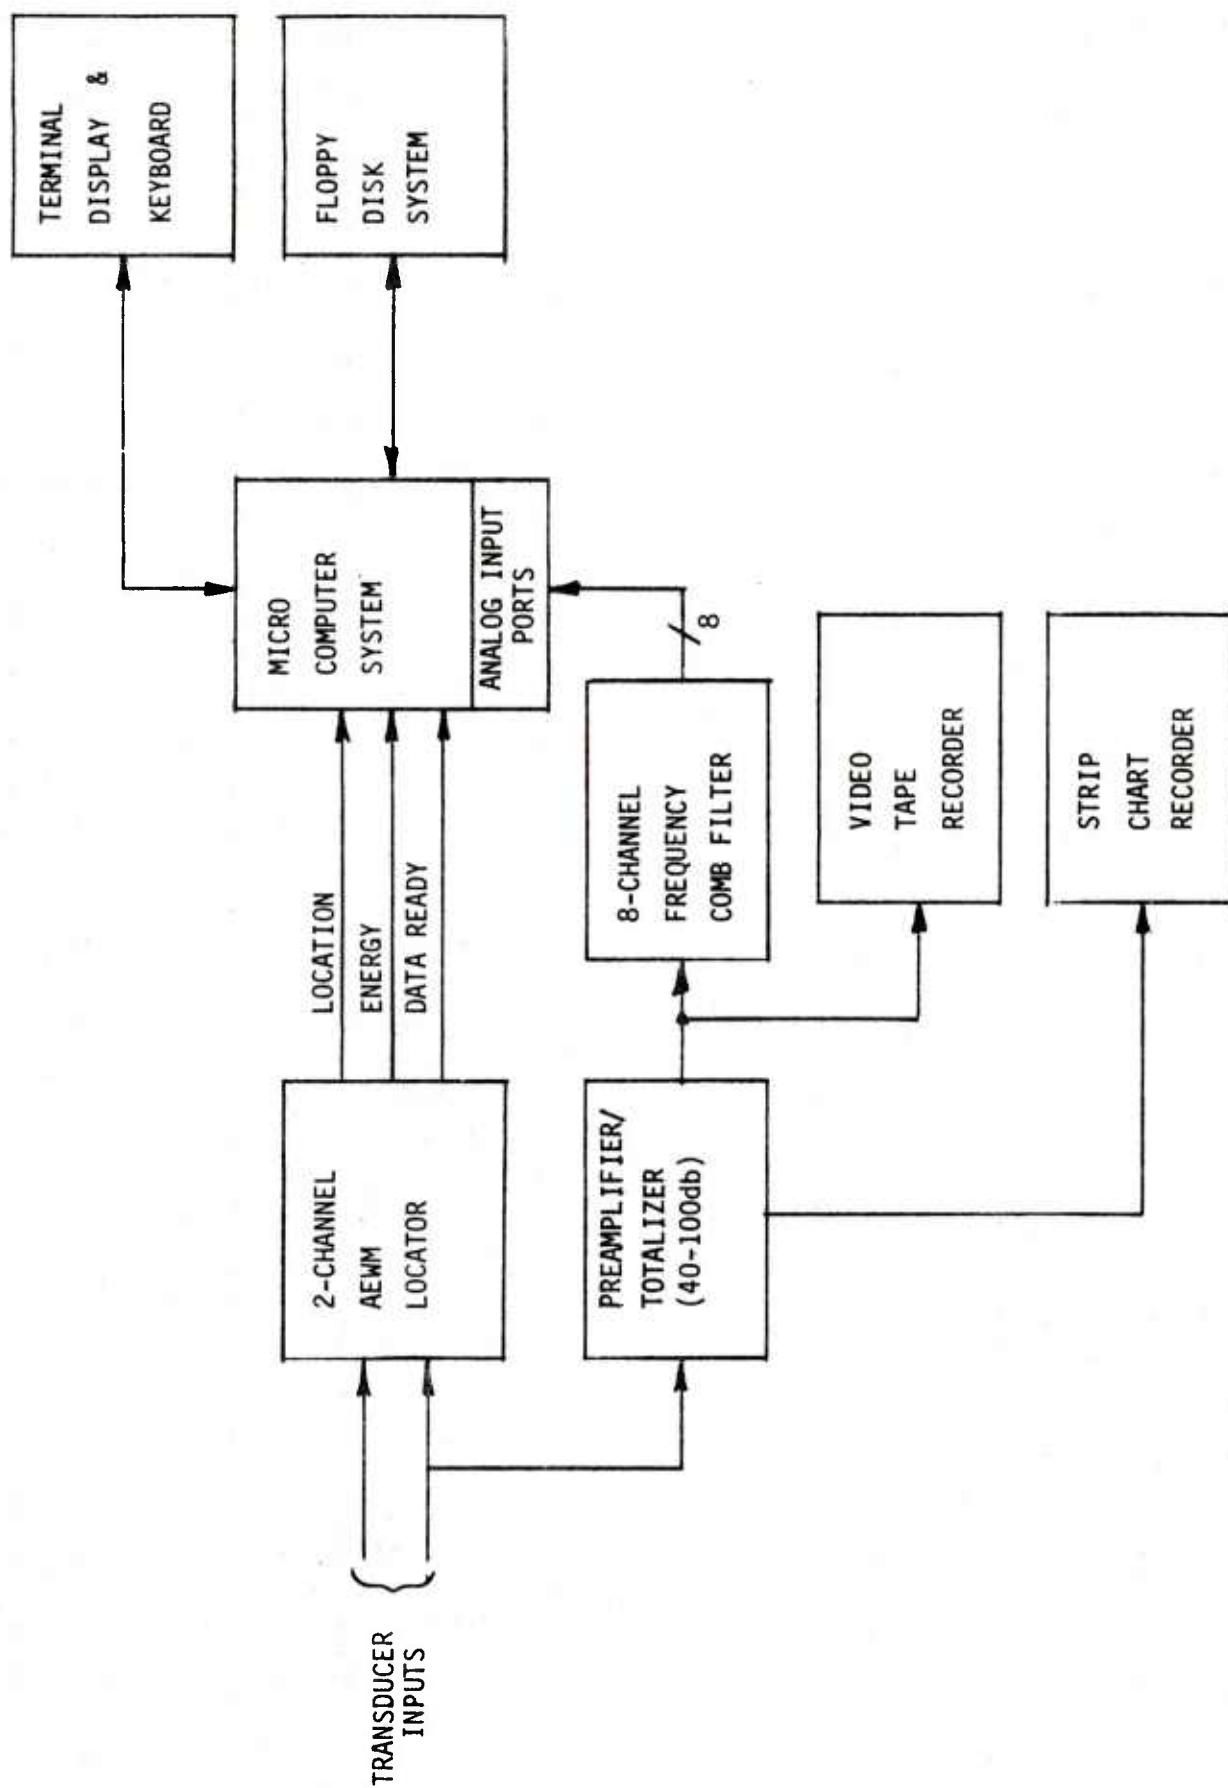 TRANSDUCER
INPUTS
2-CHANNEL
AEWM
LOCATOR
LOCATION
ENERGY
DATA READY
MICRO
COMPUTER
SYSTEM
ANALOG INPUT
PORTS
TERMINAL
DISPLAY &
KEYBOARD
FLOPPY
DISK
SYSTEM
PREAMPLIFIER/
TOTALIZER
(40-100db)
8-CHANNEL
FREQUENCY
COMB FILTER
8
VIDEO
TAPE
RECORDER
STRIP
CHART
RECORDER